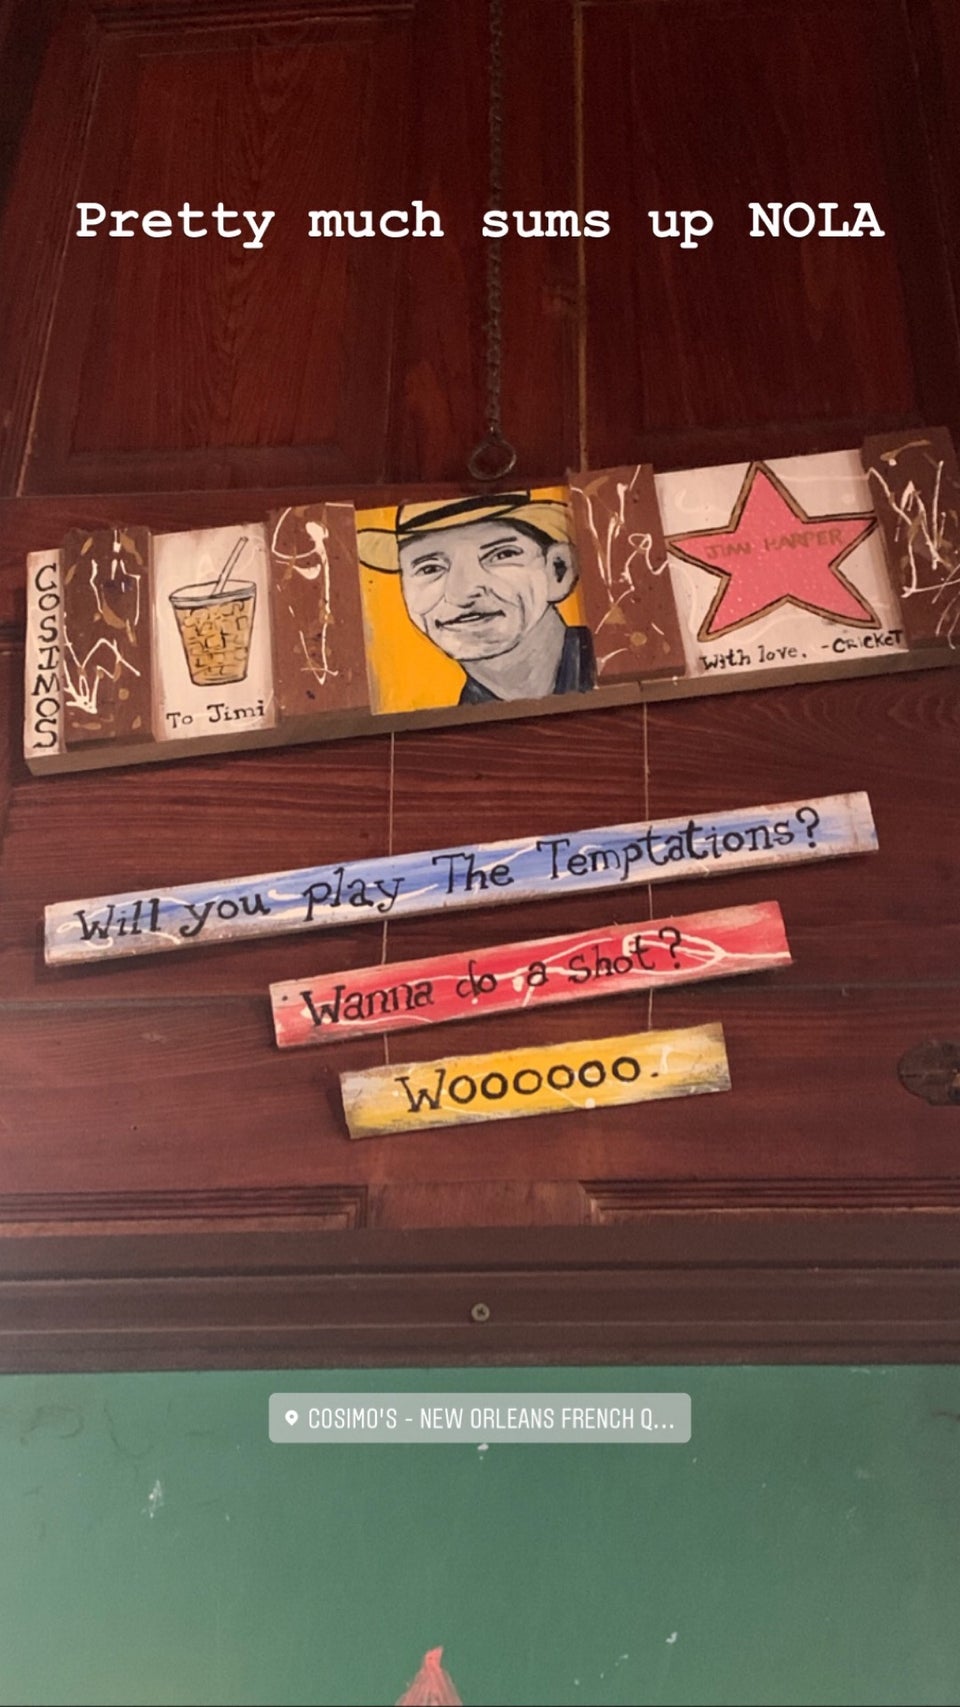 Pretty much sums up NOLA
COSIMOS
To Jimi
JIMI HARPER
With love, -CRICKET
Will you play The Temptations?
Wanna do a shot?
Woooooo.
COSIMO'S - NEW ORLEANS FRENCH Q...